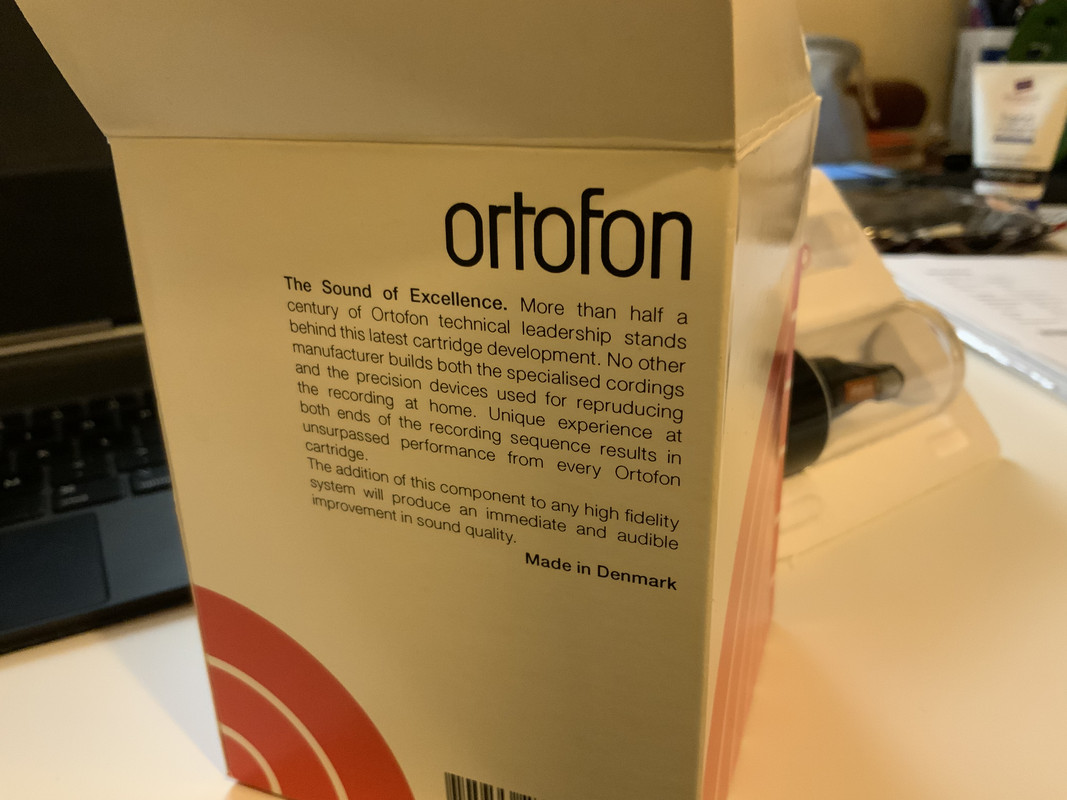 ortofon
The Sound of Excellence. More than half a
century of Ortofon technical leadership stands
behind this latest cartridge development. No other
manufacturer builds both the specialised cordings
and the precision devices used for repruducing
the recording at home. Unique experience at
both ends of the recording sequence results in
unsurpassed performance from every Ortofon
cartridge.
The addition of this component to any high fidelity
system will produce an immediate and audible
improvement in sound quality.
Made in Denmark